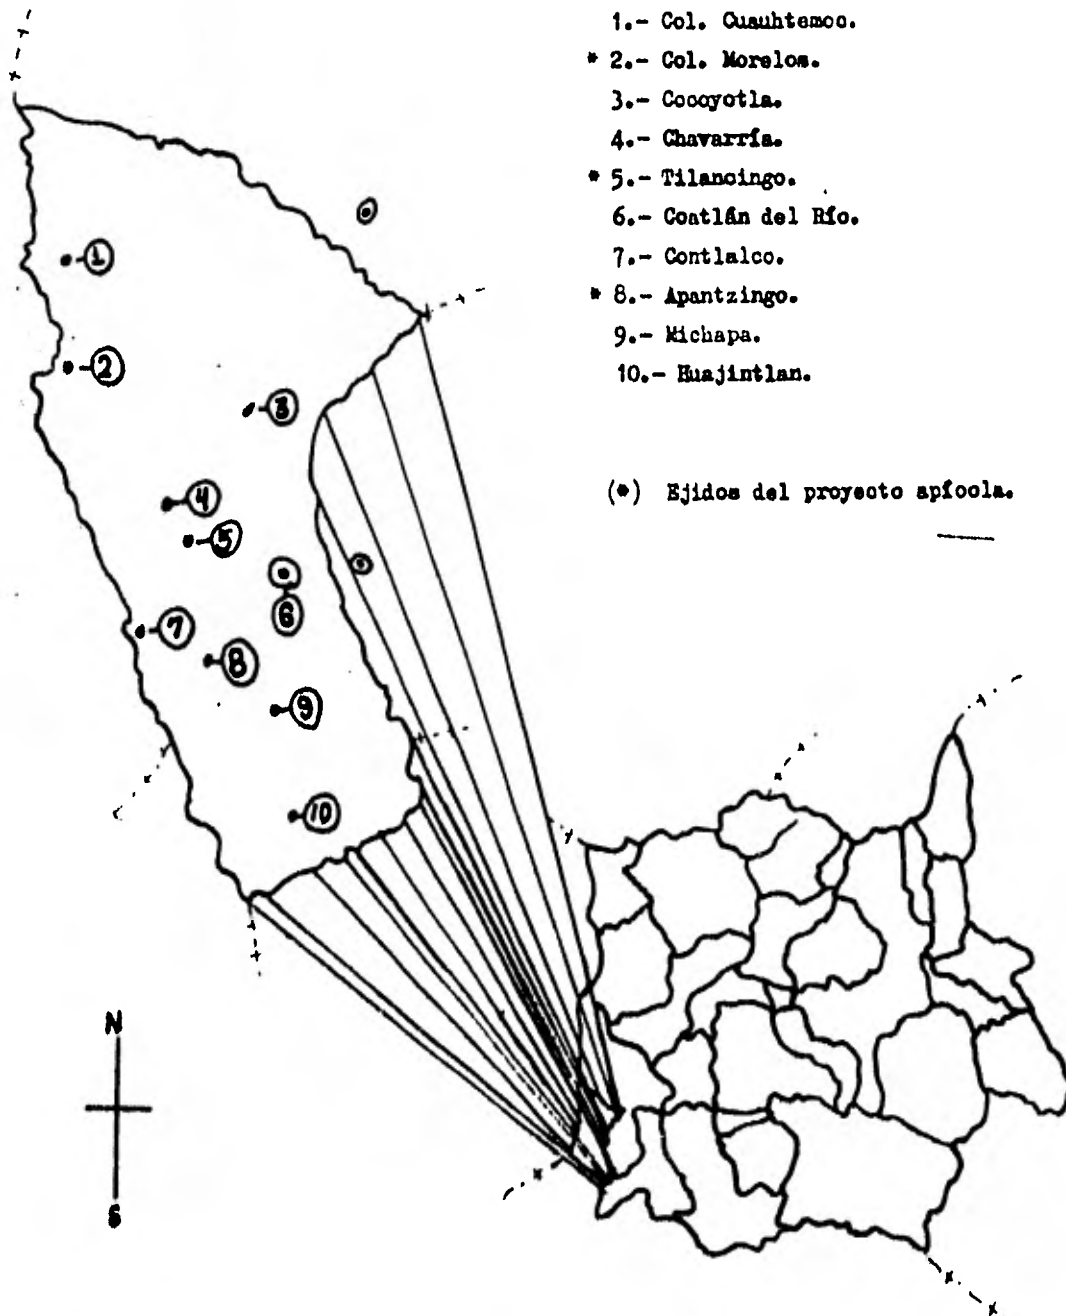 1.- Col. Cuauhtemoc.
* 2.- Col. Morelos.
3.- Cocoyotla.
4.- Chavarría.
* 5.- Tilancingo.
6.- Coatlán del Río.
7.- Contlalco.
* 8.- Apantzingo.
9.- Michapa.
10.- Huajintlan.
(*) Ejidos del proyecto apícola.
1
2
3
4
5
6
7
8
9
10
N
S